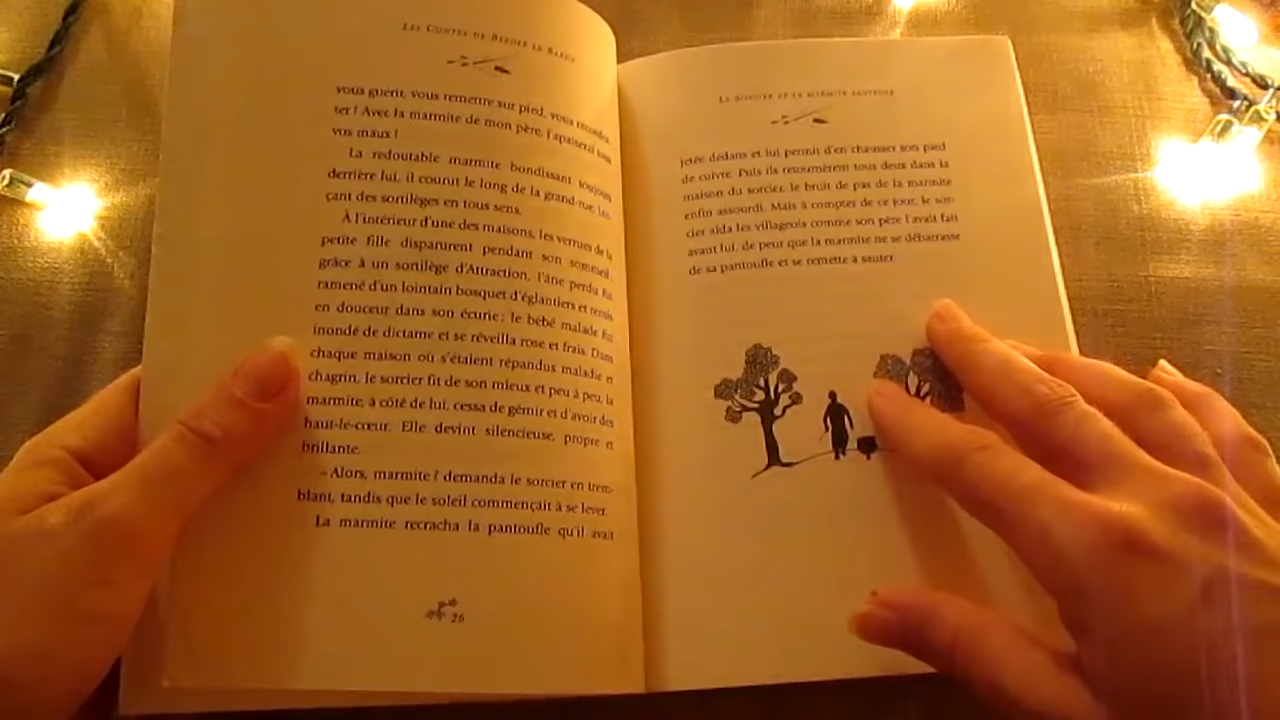 LES CONTES DE BEEDLE LE BARDE
vous guérir, vous remettre sur pied, vous réconfor-
ter ! Avec la marmite de mon père, j'apaiserai tous
vos maux !
La redoutable marmite bondissant toujours
derrière lui, il courut le long de la grand-rue, lan-
çant des sortilèges en tous sens.
À l'intérieur d'une des maisons, les verrues de la
petite fille disparurent pendant son sommeil,
grâce à un sortilège d'Attraction, l'âne perdu fut
ramené d'un lointain bosquet d'églantiers et remis
en douceur dans son écurie ; le bébé malade fut
inondé de dictame et se réveilla rose et frais. Dans
chaque maison où s'étaient répandus maladie et
chagrin, le sorcier fit de son mieux et peu à peu, la
marmite, à côté de lui, cessa de gémir et d'avoir des
haut-le-cœur. Elle devint silencieuse, propre et
brillante.
– Alors, marmite ? demanda le sorcier en trem-
blant, tandis que le soleil commençait à se lever.
La marmite recracha la pantoufle qu'il avait
26
LE SORCIER ET LA MARMITE SAUTEUSE
jetée dedans et lui permit d'en chausser son pied
de cuivre. Puis ils retournèrent tous deux dans la
maison du sorcier, le bruit de pas de la marmite
enfin assourdi. Mais à compter de ce jour, le sor-
cier aida les villageois comme son père l'avait fait
avant lui, de peur que la marmite ne se débarrasse
de sa pantoufle et se remette à sauter.